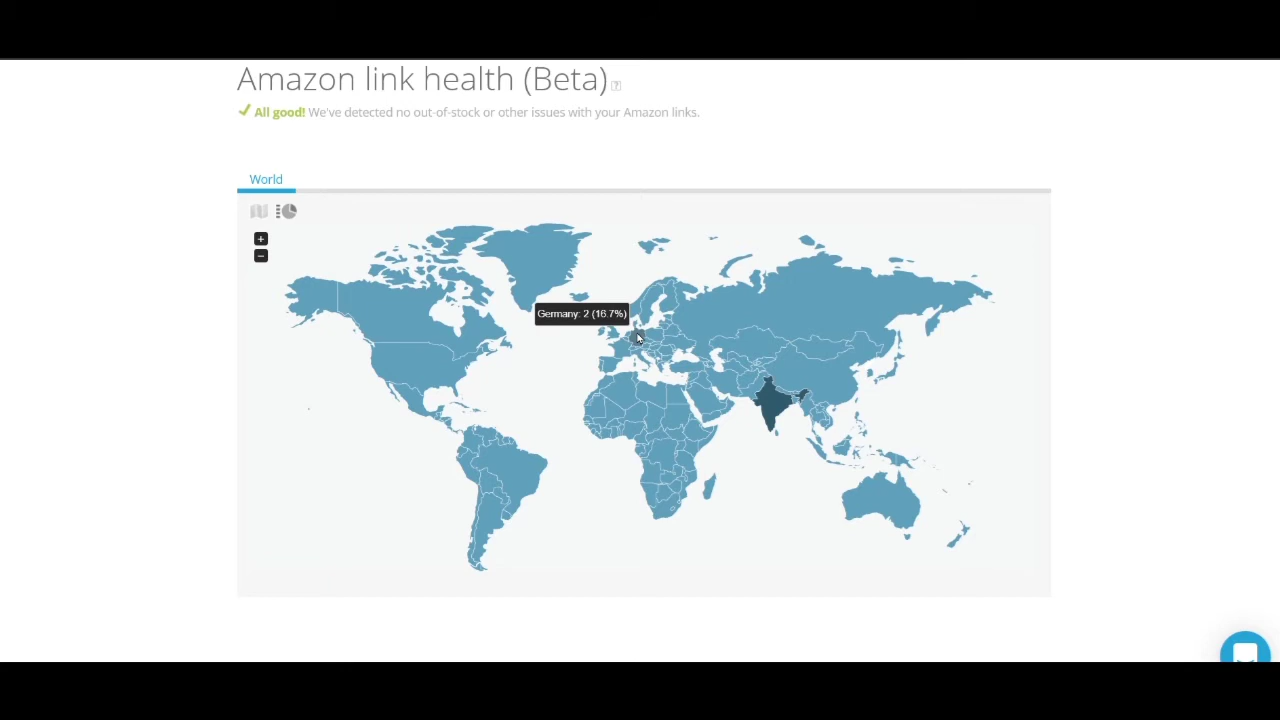 Amazon link health (Beta) ?
All good! We've detected no out-of-stock or other issues with your Amazon links.
World
+
−
Germany: 2 (16.7%)